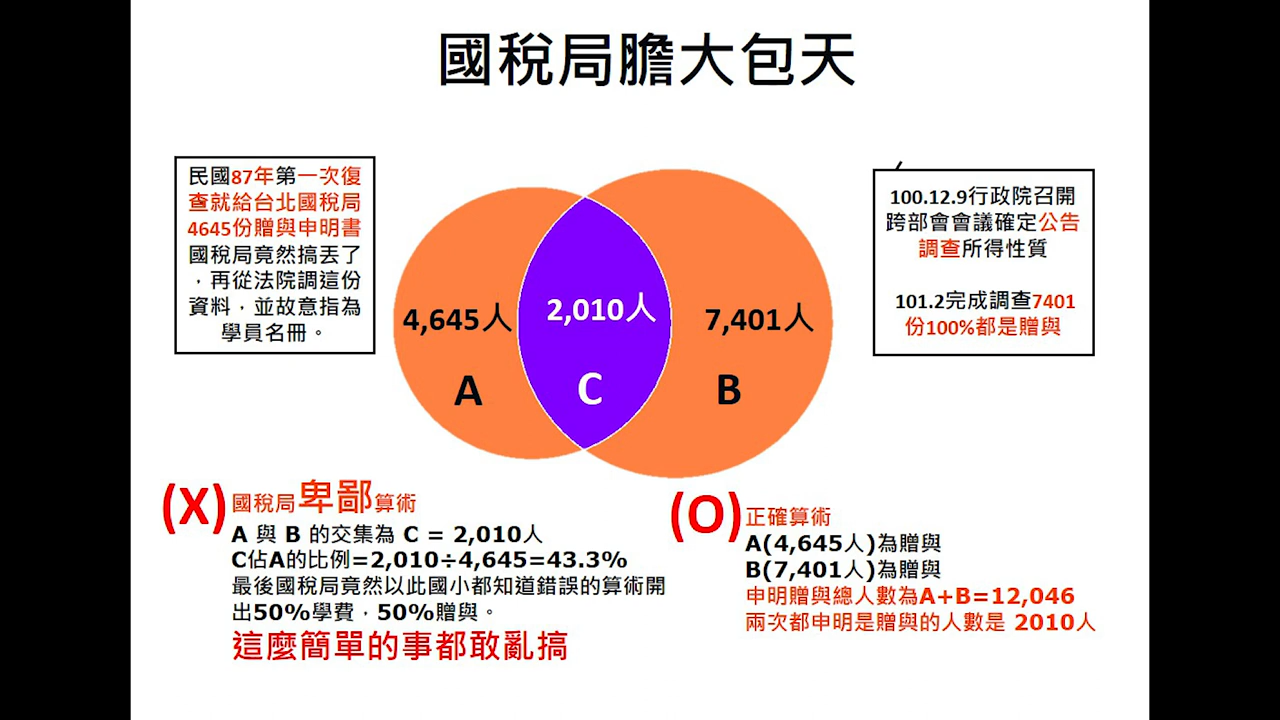 國稅局膽大包天
民國87年第一次復
查就給台北國稅局
4645份贈與申明書
國稅局竟然搞丟了
，再從法院調這份
資料，並故意指為
學員名冊。
4,645人
A
2,010人
C
7,401人
B
100.12.9行政院召開
跨部會會議確定公告
調查所得性質
101.2完成調查7401
份100%都是贈與
(X) 國稅局卑鄙算術
A 與 B 的交集為 C = 2,010人
C佔A的比例=2,010÷4,645=43.3%
最後國稅局竟然以此國小都知道錯誤的算術開
出50%學費，50%贈與。
這麼簡單的事都敢亂搞
(O) 正確算術
A(4,645人)為贈與
B(7,401人)為贈與
申明贈與總人數為A+B=12,046
兩次都申明是贈與的人數是 2010人